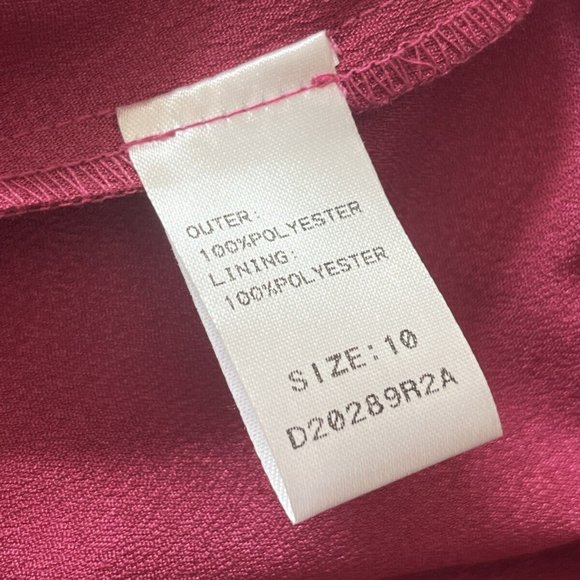 OUTER:
100%POLYESTER
LINING:
100%POLYESTER
SIZE:10
D20289R2A